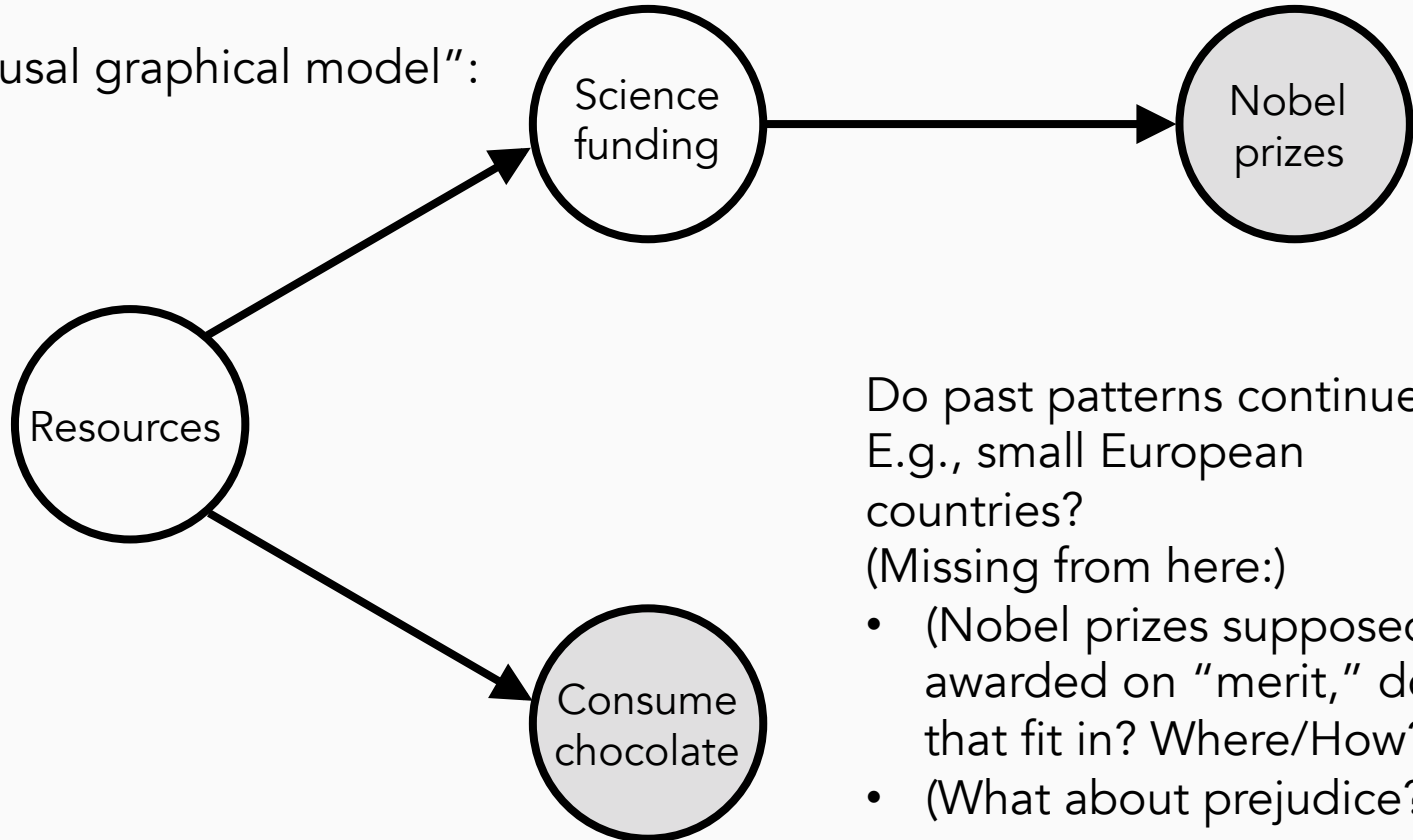 usal graphical model”:
Science
funding
Nobel
prizes
Resources
Consume
chocolate
Do past patterns continue
E.g., small European
countries?
(Missing from here:)
• (Nobel prizes supposed
awarded on “merit,” do
that fit in? Where/How?
• (What about prejudice?